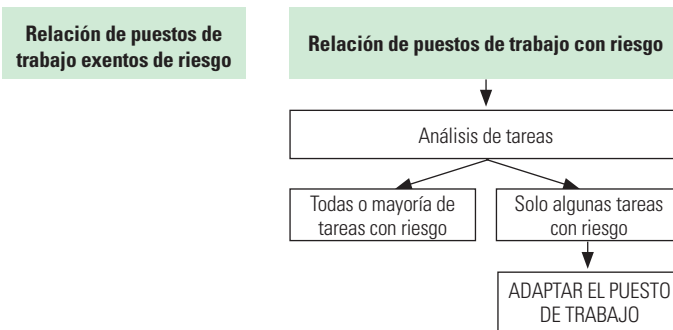 Relación de puestos de
trabajo exentos de riesgo
Relación de puestos de trabajo con riesgo
Análisis de tareas
Todas o mayoría de
tareas con riesgo
Solo algunas tareas
con riesgo
ADAPTAR EL PUESTO
DE TRABAJO